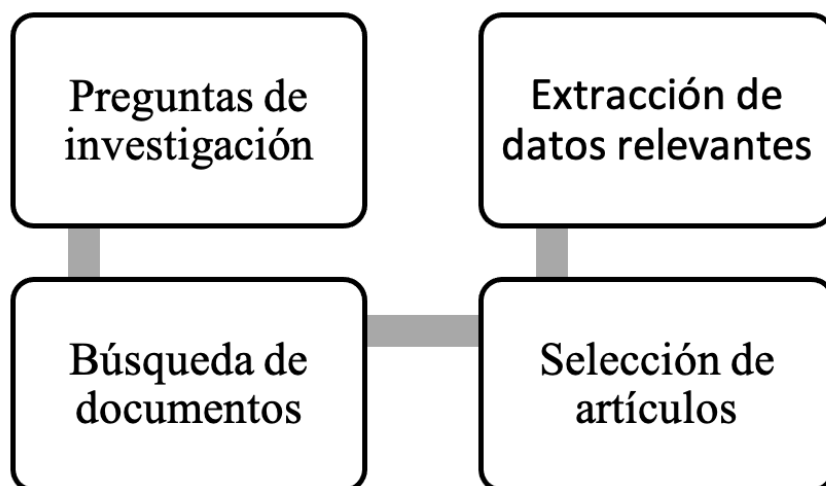 Preguntas de
investigación
Búsqueda de
documentos
Selección de
artículos
Extracción de
datos relevantes